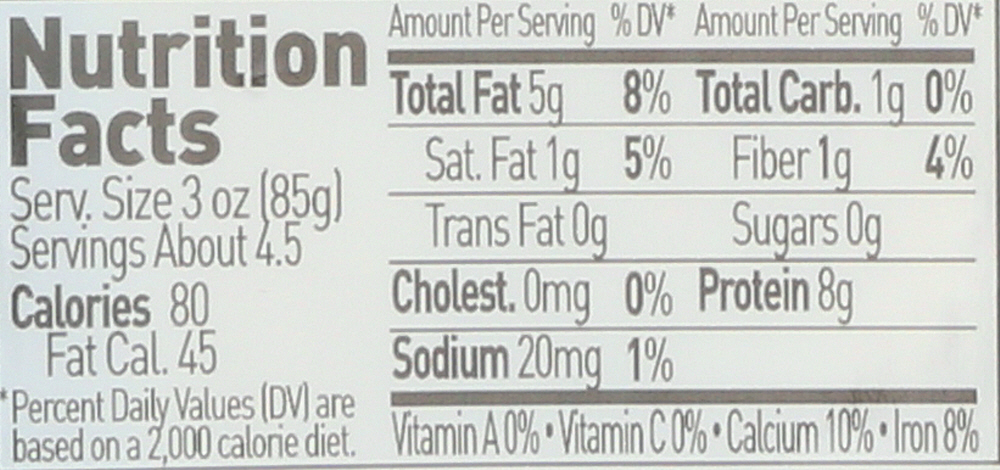 Nutrition
Facts
Serv. Size 3 oz (85g)
Servings About 4.5
Calories 80
Fat Cal. 45
*Percent Daily Values (DV) are
based on a 2,000 calorie diet.
Amount Per Serving % DV* Amount Per Serving % DV*
Total Fat 5g 8% Total Carb. 1g 0%
Sat. Fat 1g 5% Fiber 1g 4%
Trans Fat 0g Sugars 0g
Cholest. 0mg 0% Protein 8g
Sodium 20mg 1%
Vitamin A 0% • Vitamin C 0% • Calcium 10% • Iron 8%